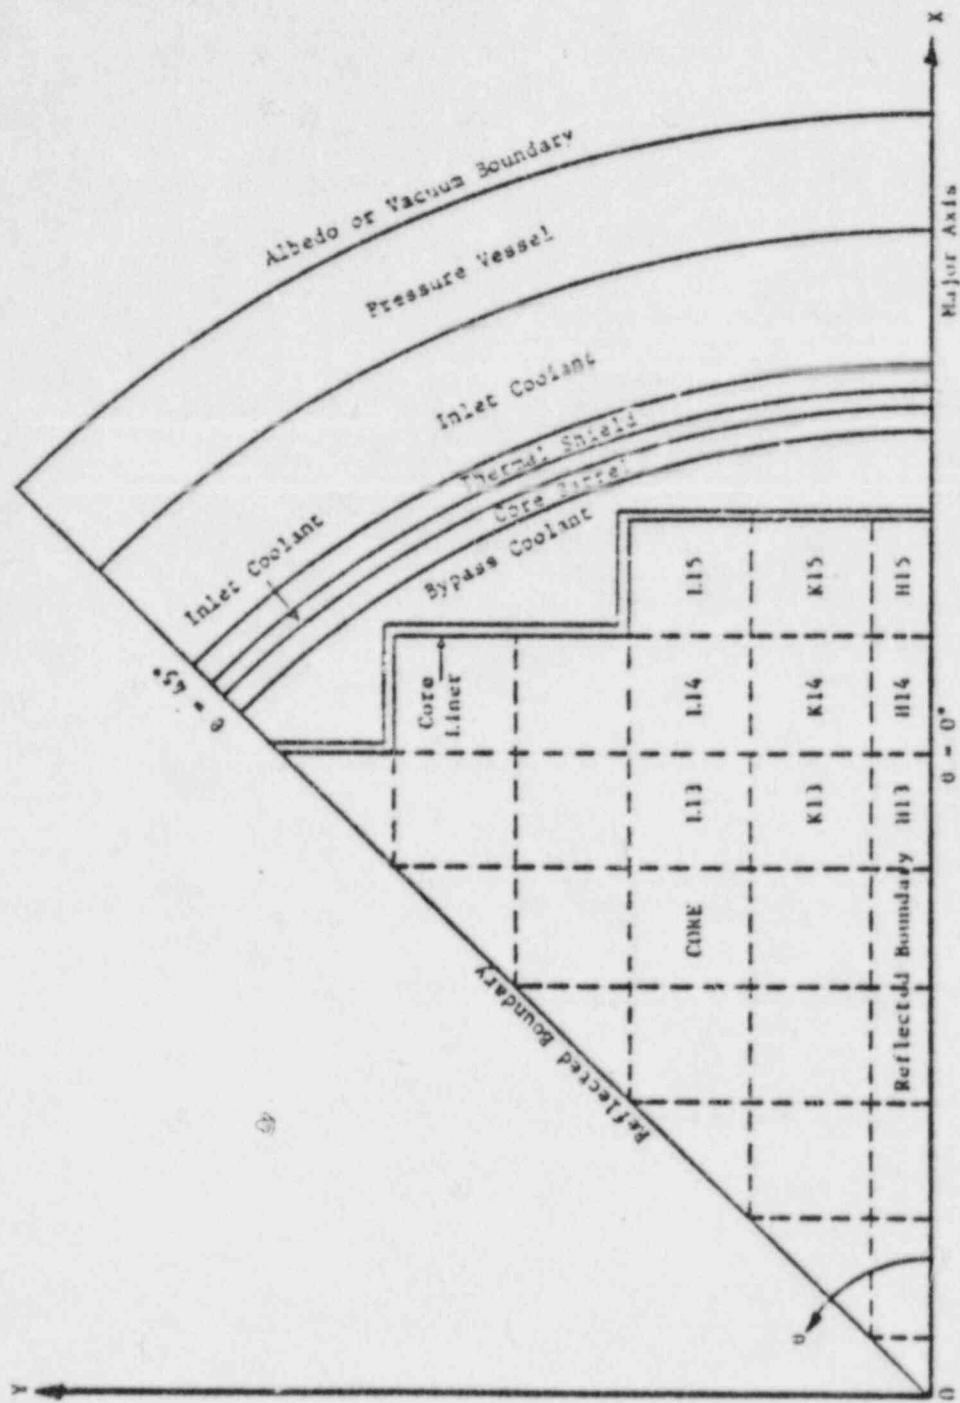 Y
Albedo or Vacuum Boundary
Pressure Vessel
Inlet Coolant
Thermal Shield
Core Barrel
Bypass Coolant
Inlet Coolant
θ = 45°
Core
Liner
L15
L14
L13
CORE
K15
K14
K13
H15
H14
H13
Reflected Boundary
Reflected Boundary
θ
0
θ = 0°
Major Axis
X